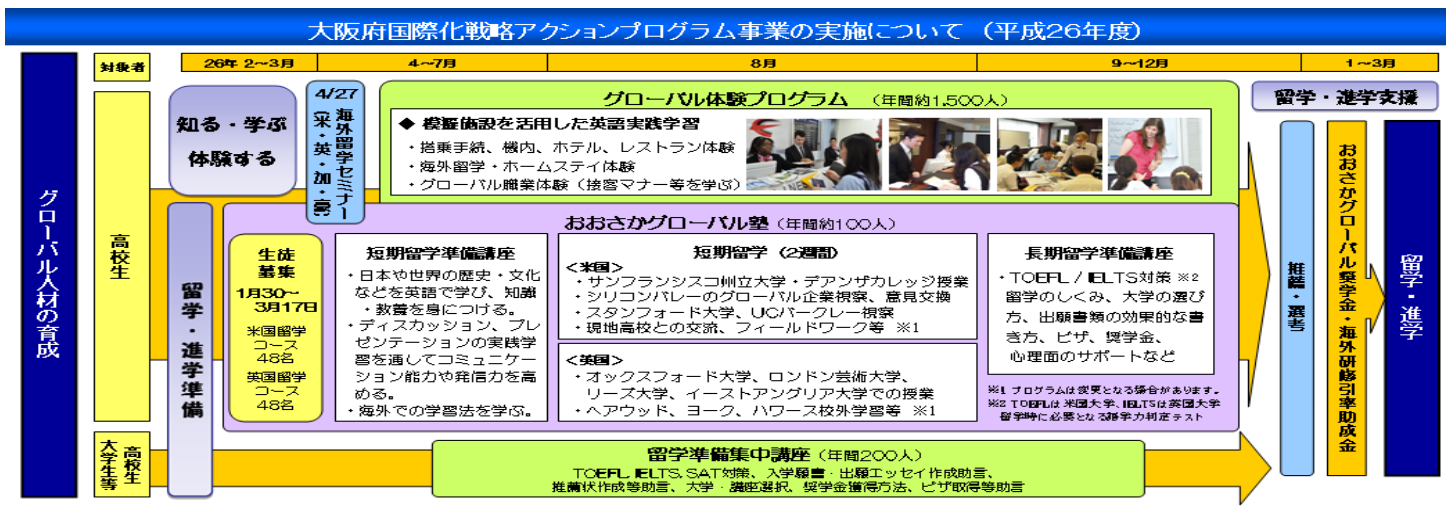 大阪府国際化戦略アクションプログラム事業の実施について （平成26年度）
対象者
26年 2～3月
4～7月
8月
9～12月
1～3月
グローバル人材の育成
高校生
知る・学ぶ
体験する
4/27
海外留学セミナー
（米・英・加・豪）
グローバル体験プログラム （年間約1,500人）
◆ 模擬施設を活用した英語実践学習
・搭乗手続、機内、ホテル、レストラン体験
・海外留学・ホームステイ体験
・グローバル職業体験（接客マナー等を学ぶ）
留学・進学支援
留学・進学準備
おおさかグローバル塾（年間約100人）
生徒
募集
1月30～
3月17日
米国留学
コース
48名
英国留学
コース
48名
短期留学準備講座
・日本や世界の歴史・文化
などを英語で学び、知識
・教養を身につける。
・ディスカッション、プレ
ゼンテーションの実践学
習を通してコミュニケー
ション能力や発信力を高
める。
・海外での学習法を学ぶ。
短期留学（2週間）
＜米国＞
・サンフランシスコ州立大学・デアンザカレッジ授業
・シリコンバレーのグローバル企業視察、意見交換
・スタンフォード大学、UCバークレー視察
・現地高校との交流、フィールドワーク等 ※1
＜英国＞
・オックスフォード大学、ロンドン芸術大学、
リーズ大学、イーストアングリア大学での授業
・ヘアウッド、ヨーク、ハワース校外学習等 ※1
長期留学準備講座
・TOEFL / IELTS対策 ※2
留学のしくみ、大学の選び
方、出願書類の効果的な書
き方、ビザ、奨学金、
心理面のサポートなど
※1 プログラムは変更となる場合があります。
※2 TOEFLは米国大学、IELTSは英国大学
留学時に必要となる語学力判定テスト
推薦・選考
おおさかグローバル奨学金・海外研修引率助成金
留学・進学
高校生
大学生等
留学準備集中講座（年間200人）
TOEFL, IELTS, SAT対策、入学願書・出願エッセイ作成助言、
推薦状作成等助言、大学・講座選択、奨学金獲得方法、ビザ取得等助言